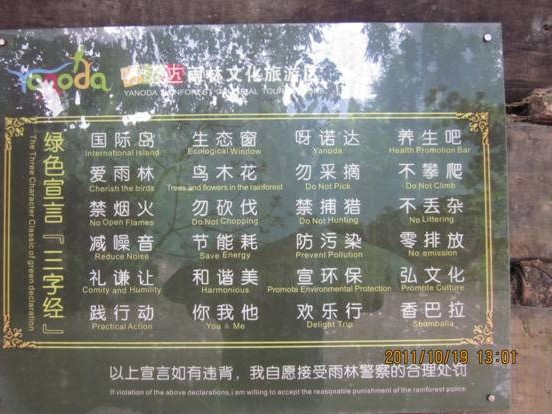 Yanoda 雨林文化旅游区
YANODA RAINFOREST CULTURAL TOURISM
绿色宣言『三字经』
The Three Character Classic of green declaration
国际岛 生态窗 呀诺达 养生吧
International island Ecological Window Yanoda Health Promotion Bar
爱雨林 鸟木花 勿采摘 不攀爬
Cherish the birds Trees and flowers in the rainforest Do Not Pick Do Not Climb
禁烟火 勿砍伐 禁捕猎 不丢杂
No Open Flames Do Not Chopping Do Not Hunting No Littering
减噪音 节能耗 防污染 零排放
Reduce Noise Save Energy Prevent Pollution No emission
礼谦让 和谐美 宣环保 弘文化
Comity and Humility Harmonious Promote Environmental Protection Promote Culture
践行动 你我他 欢乐行 香巴拉
Practical Action You & Me Delight Trip Shamballa
以上宣言如有违背，我自愿接受雨林警察的合理处罚
If violation of the above declarations,i am willing to accept the reasonable punishment of the rainforest police
2011/10/19 13:01